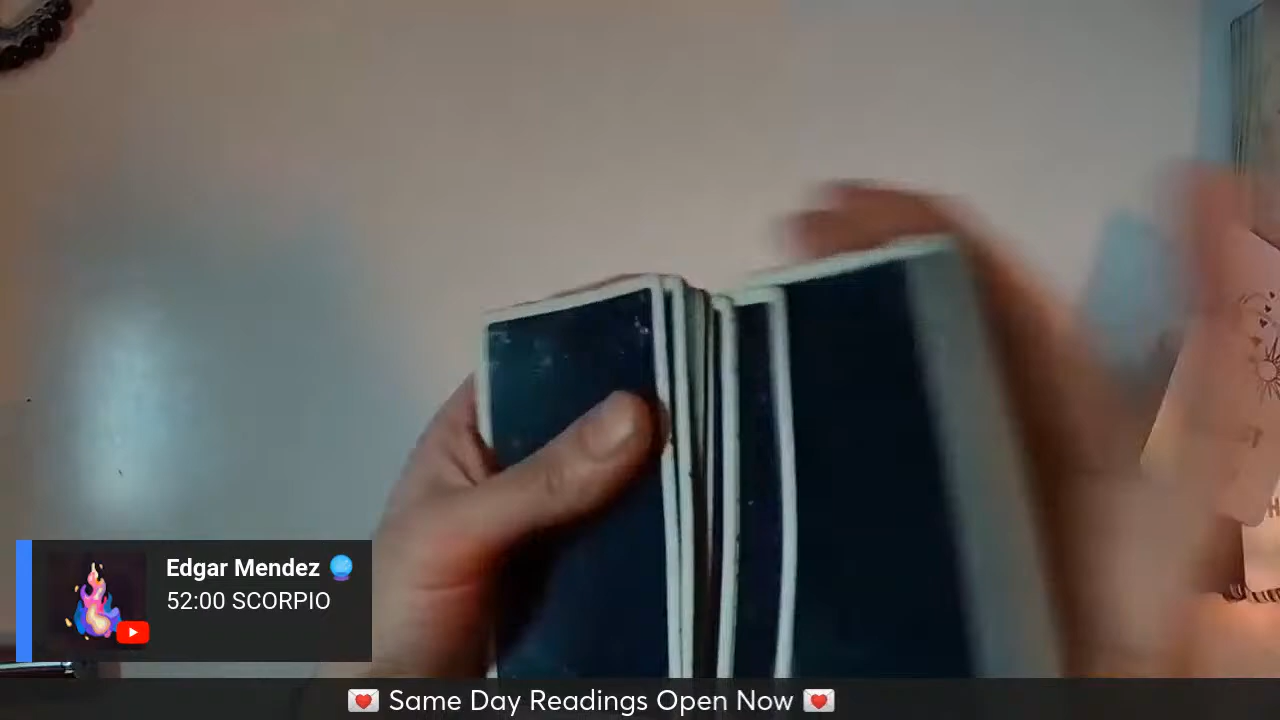 Edgar Mendez 🔮
52:00 SCORPIO
💌 Same Day Readings Open Now 💌